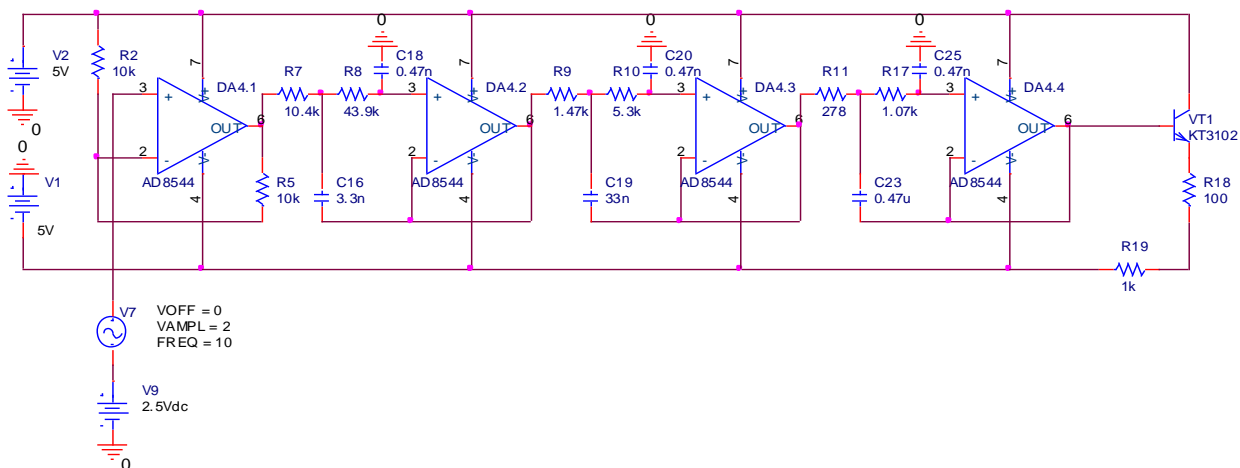 0
0
0
V2
5V
0
R2
10k
7
3
+
V+
DA4.1
OUT
6
2
-
V-
AD8544
4
R5
10k
0
V1
5V
R7
10.4k
R8
43.9k
C18
0.47n
C16
3.3n
7
3
+
V+
DA4.2
OUT
6
2
-
V-
AD8544
4
R9
1.47k
R10
5.3k
C20
0.47n
C19
33n
7
3
+
V+
DA4.3
OUT
6
2
-
V-
AD8544
4
R11
278
R17
1.07k
C25
0.47n
C23
0.47u
7
3
+
V+
DA4.4
OUT
6
2
-
V-
AD8544
4
VT1
KT3102
R18
100
R19
1k
V7
VOFF = 0
VAMPL = 2
FREQ = 10
V9
2.5Vdc
0